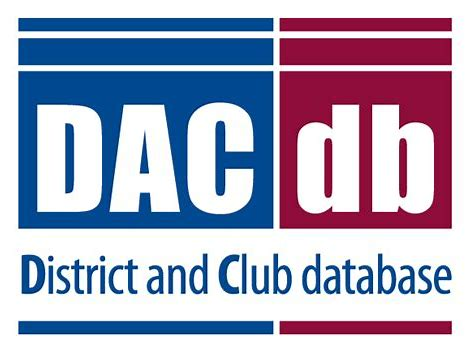 DAC db
District and Club database